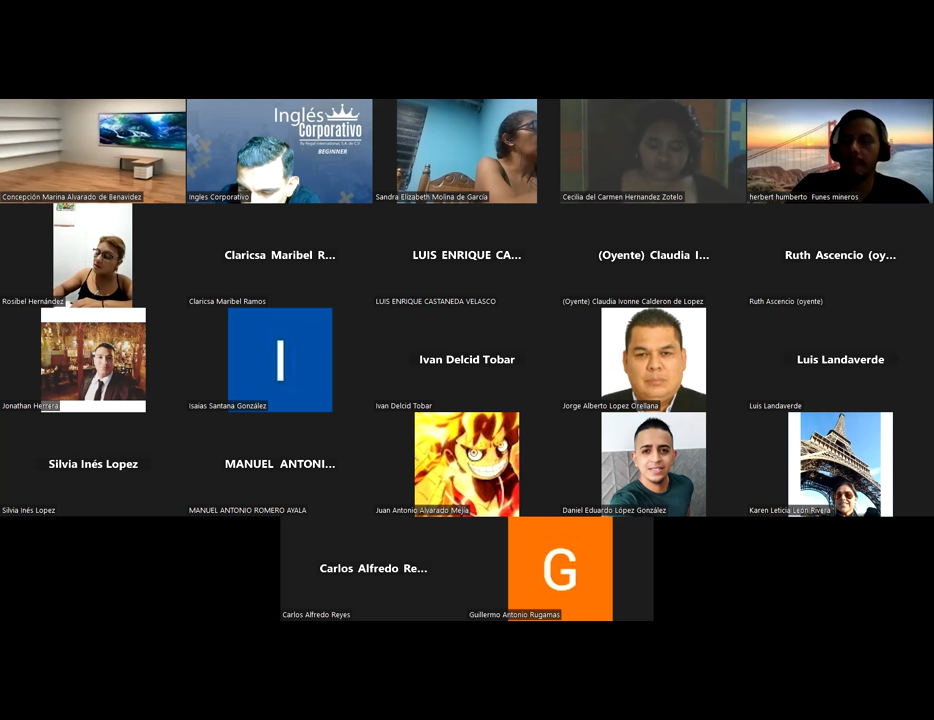 Inglés
Corporativo
By Regal International, S.A. de C.V.
BEGINNER
Concepción Marina Alvarado de Benavidez
Ingles Corporativo
Sandra Elizabeth Molina de García
Cecilia del Carmen Hernandez Zotelo
herbert humberto Funes mineros
Claricsa Maribel R...
LUIS ENRIQUE CA...
(Oyente) Claudia I...
Ruth Ascencio (oy...
Rosibel Hernández
Claricsa Maribel Ramos
LUIS ENRIQUE CASTANEDA VELASCO
(Oyente) Claudia Ivonne Calderon de Lopez
Ruth Ascencio (oyente)
I
Ivan Delcid Tobar
Luis Landaverde
Jonathan Herrera
Isaias Santana González
Ivan Delcid Tobar
Jorge Alberto Lopez Orellana
Luis Landaverde
Silvia Inés Lopez
MANUEL ANTONI...
Silvia Inés Lopez
MANUEL ANTONIO ROMERO AYALA
Juan Antonio Alvarado Mejía
Daniel Eduardo López González
Karen Leticia León Rivera
Carlos Alfredo Re...
G
Carlos Alfredo Reyes
Guillermo Antonio Rugamas